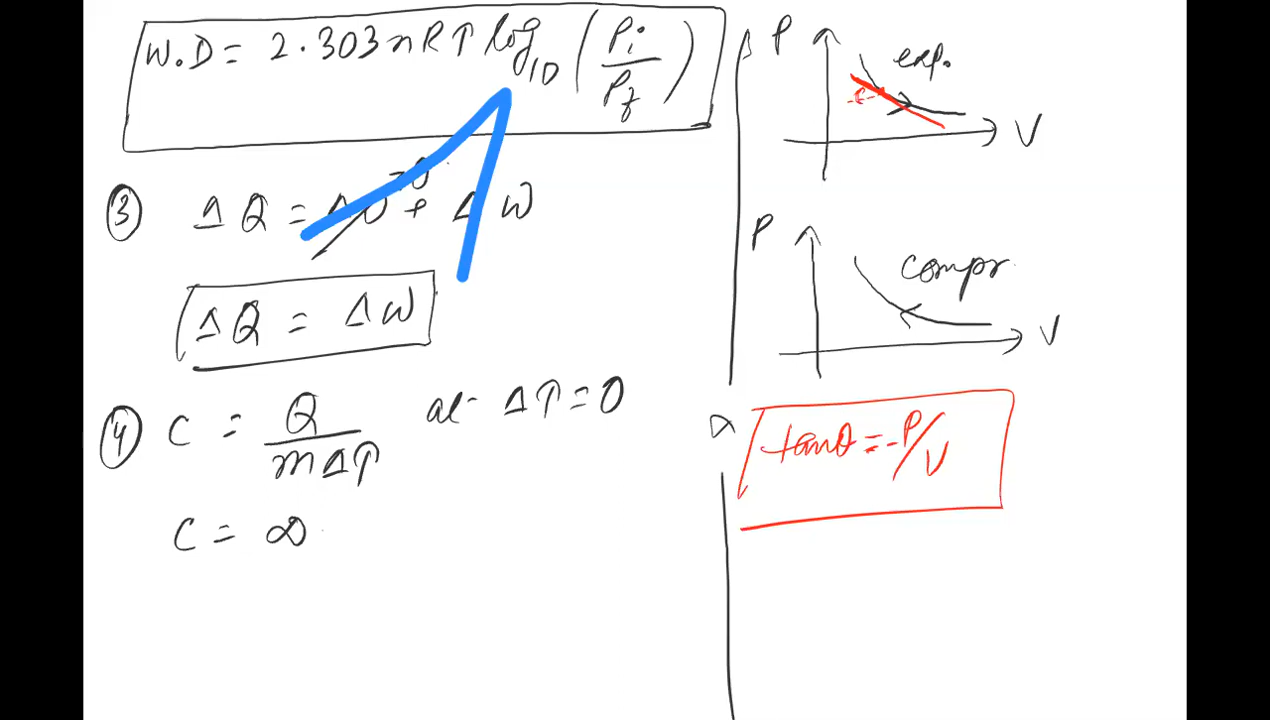 W.D = 2.303 nRT log₁₀ (Pi/Pf)
③ ΔQ = ΔU⁼⁰ + ΔW
ΔQ = ΔW
④ C = Q/mΔT at ΔT = 0
C = ∞
P
exp.
V
P
compr.
V
tanθ = -P/V